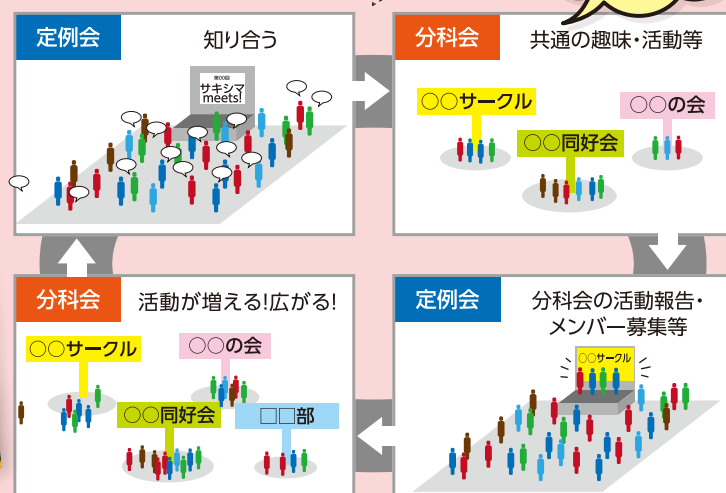 定例会
知り合う
第00回
サキシマ
meets!
分科会
共通の趣味・活動等
○○サークル
○○の会
○○同好会
分科会
活動が増える!広がる!
○○サークル
○○の会
○○同好会
□□部
定例会
分科会の活動報告・
メンバー募集等
○○サークル